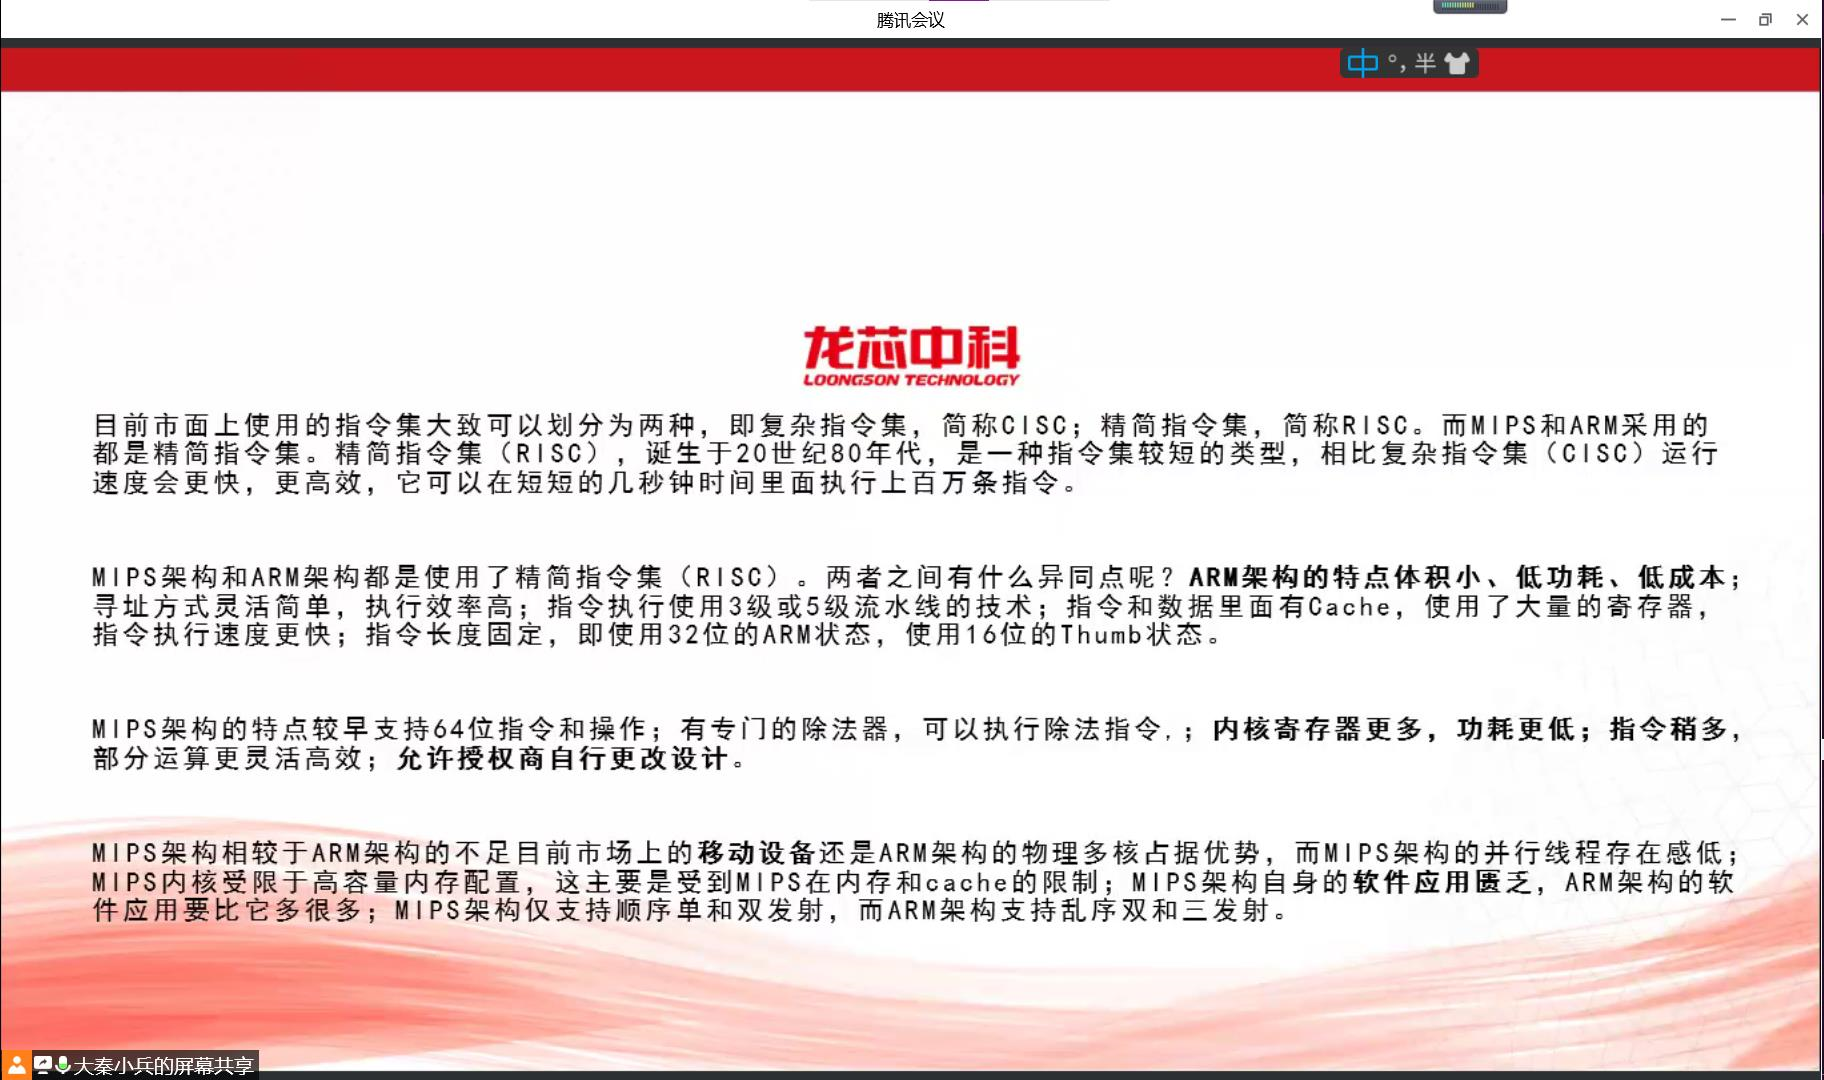 腾讯会议
中 °，半
龙芯中科
LOONGSON TECHNOLOGY
目前市面上使用的指令集大致可以划分为两种，即复杂指令集，简称CISC；精简指令集，简称RISC。而MIPS和ARM采用的
都是精简指令集。精简指令集（RISC），诞生于20世纪80年代，是一种指令集较短的类型，相比复杂指令集（CISC）运行
速度会更快，更高效，它可以在短短的几秒钟时间里面执行上百万条指令。
MIPS架构和ARM架构都是使用了精简指令集（RISC）。两者之间有什么异同点呢？ARM架构的特点体积小、低功耗、低成本；
寻址方式灵活简单，执行效率高；指令执行使用3级或5级流水线的技术；指令和数据里面有Cache，使用了大量的寄存器，
指令执行速度更快；指令长度固定，即使用32位的ARM状态，使用16位的Thumb状态。
MIPS架构的特点较早支持64位指令和操作；有专门的除法器，可以执行除法指令,；内核寄存器更多，功耗更低；指令稍多，
部分运算更灵活高效；允许授权商自行更改设计。
MIPS架构相较于ARM架构的不足目前市场上的移动设备还是ARM架构的物理多核占据优势，而MIPS架构的并行线程存在感低；
MIPS内核受限于高容量内存配置，这主要是受到MIPS在内存和cache的限制；MIPS架构自身的软件应用匮乏，ARM架构的软
件应用要比它多很多；MIPS架构仅支持顺序单和双发射，而ARM架构支持乱序双和三发射。
大秦小兵的屏幕共享